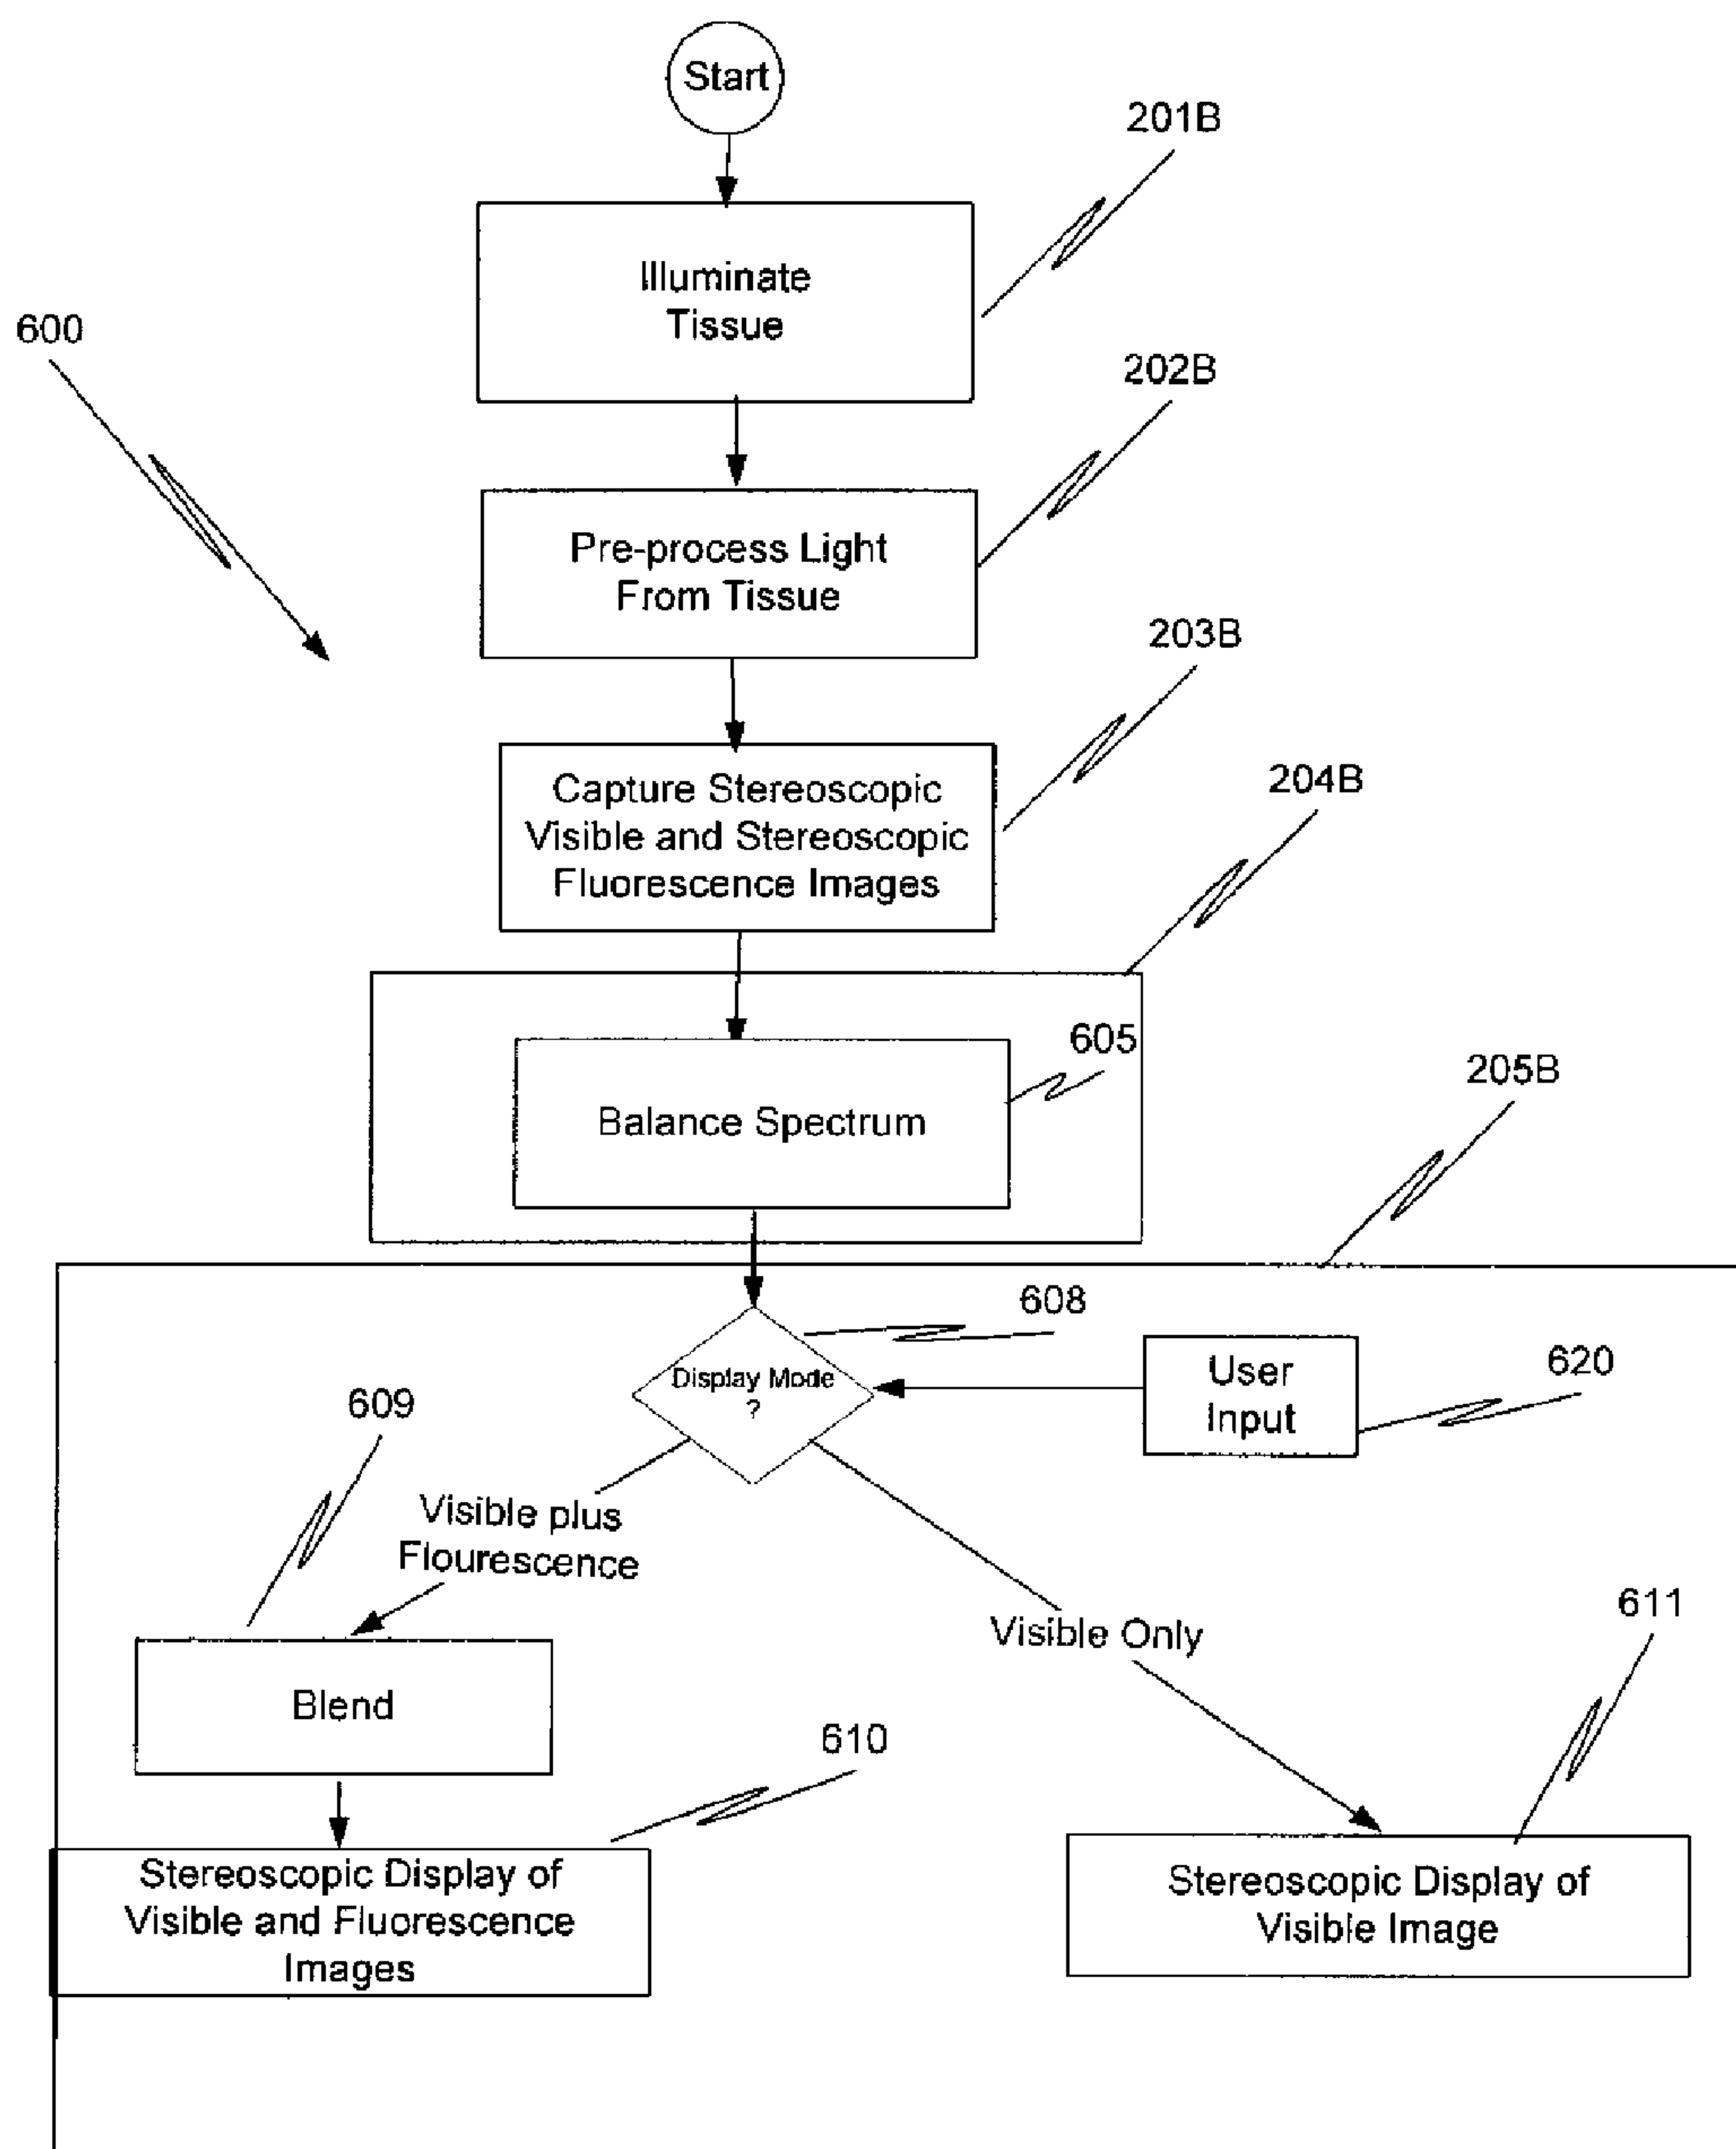 Start
201B
Illuminate
Tissue
600
202B
Pre-process Light
From Tissue
203B
Capture Stereoscopic
Visible and Stereoscopic
Fluorescence Images
204B
605
Balance Spectrum
205B
608
Display Mode
?
User
Input
620
609
Visible plus
Flourescence
Visible Only
611
Blend
610
Stereoscopic Display of
Visible and Fluorescence
Images
Stereoscopic Display of
Visible Image